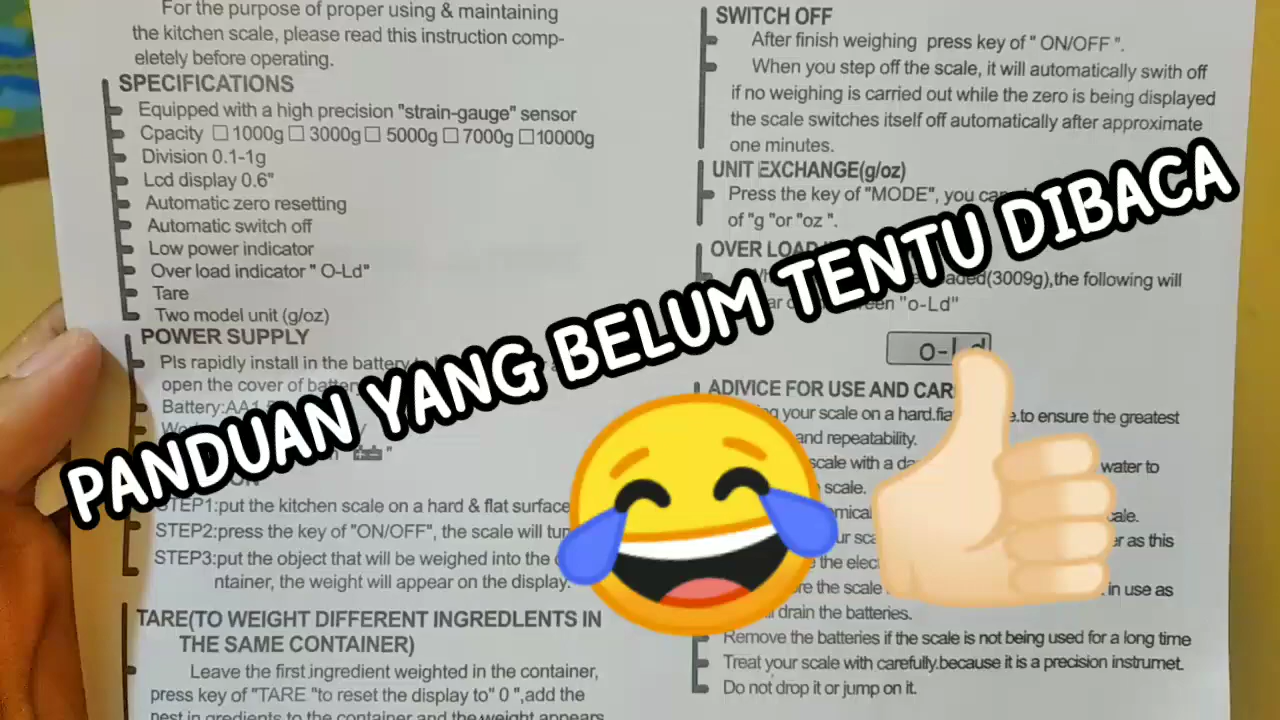 For the purpose of proper using & maintaining
the kitchen scale, please read this instruction comp-
eletely before operating.
SPECIFICATIONS
Equipped with a high precision "strain-gauge" sensor
Cpacity □ 1000g □ 3000g □ 5000g □ 7000g □ 10000g
Division 0.1-1g
Lcd display 0.6"
Automatic zero resetting
Automatic switch off
Low power indicator
Over load indicator " O-Ld"
Tare
Two model unit (g/oz)
POWER SUPPLY
Pls rapidly install in the battery
open the cover of
Battery:AA1.
STEP1:put the kitchen scale on a hard & flat surface
STEP2:press the key of "ON/OFF", the scale will
STEP3:put the object that will be weighed into the
ntainer, the weight will appear on the display.
TARE(TO WEIGHT DIFFERENT INGREDLENTS IN
THE SAME CONTAINER)
Leave the first ingredient weighted in the container,
press key of "TARE "to reset the display to" 0 ",add the
nest in gredients to the container and the weight appears
SWITCH OFF
After finish weighing press key of " ON/OFF ".
When you step off the scale, it will automatically swith off
if no weighing is carried out while the zero is being displayed
the scale switches itself off automatically after approximate
one minutes.
UNIT EXCHANGE(g/oz)
Press the key of "MODE", you
of "g "or "oz ".
OVER
(3009g),the following will
"o-Ld"
o-Ld
ADIVICE FOR USE AND
your scale on a hard.
.to ensure the greatest
and repeatability.
scale with a
water to
scale.
as this
the
the scale
in use as
drain the batteries.
Remove the batteries if the scale is not being used for a long time
Treat your scale with carefully.because it is a precision instrumet.
Do not drop it or jump on it.
PANDUAN YANG BELUM TENTU DIBACA